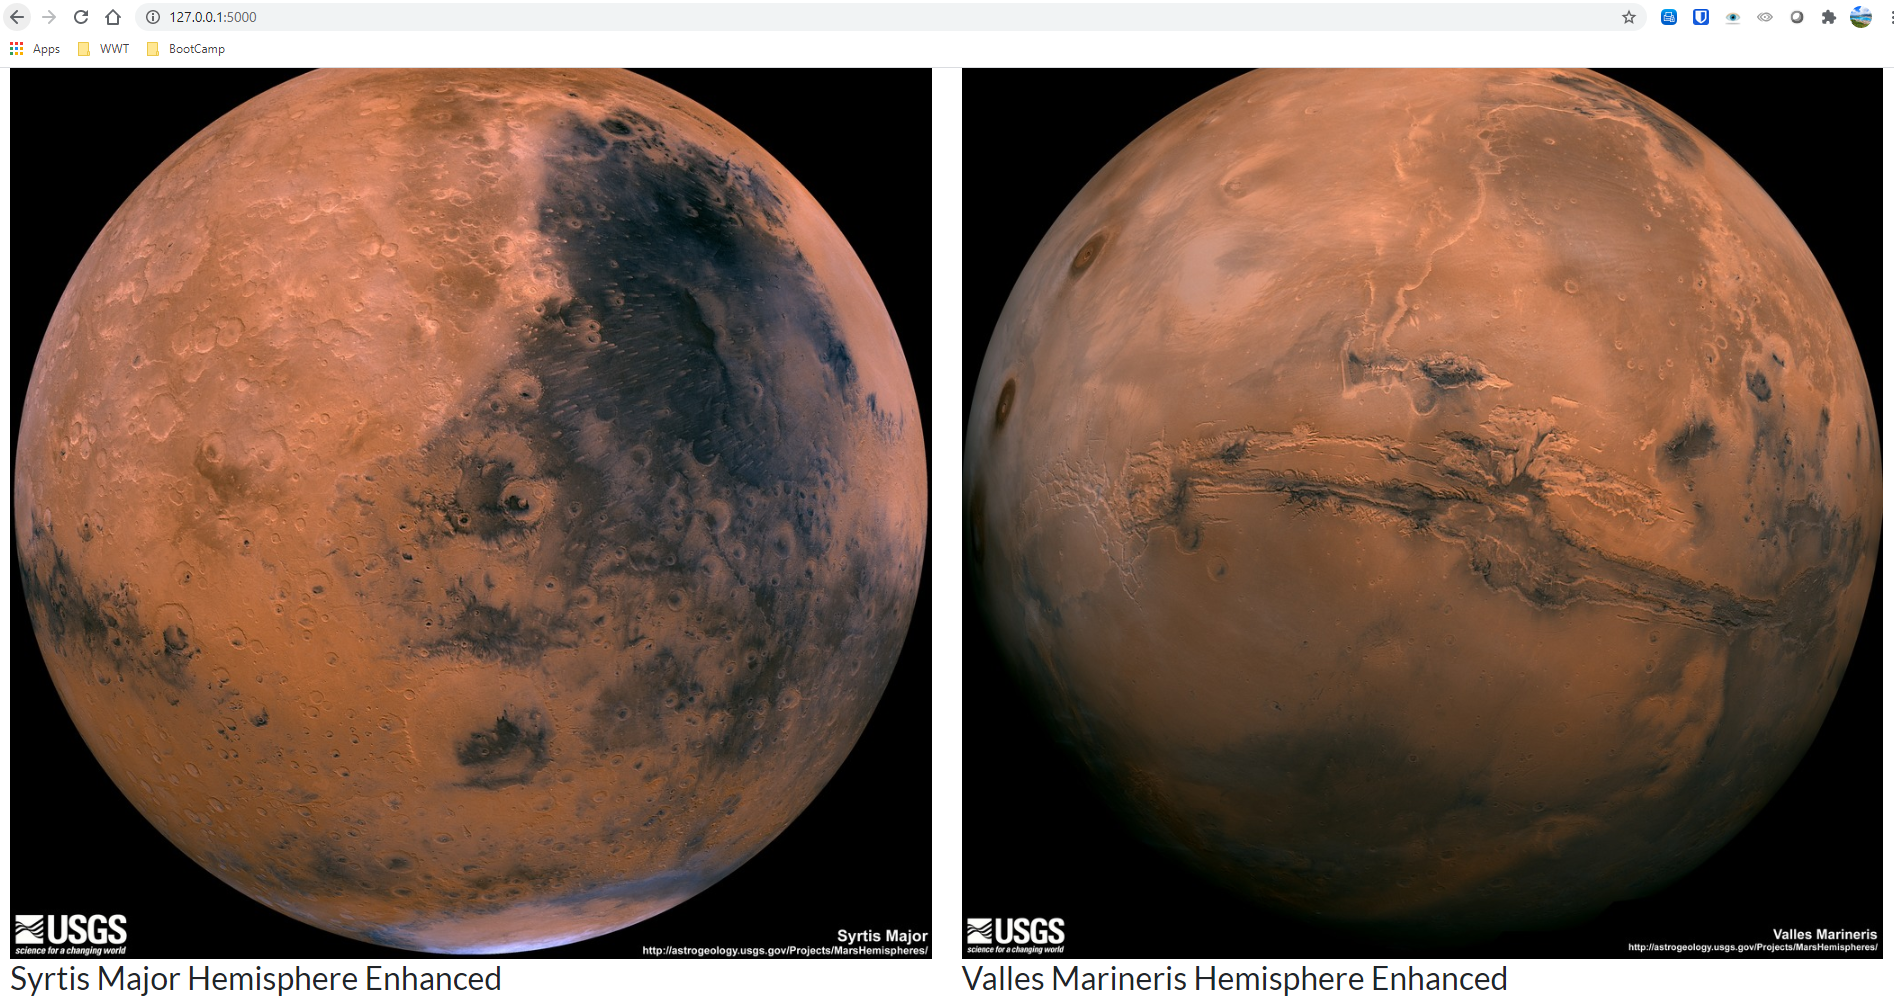 127.0.0.1:5000
Apps
WWT
BootCamp
USGS
science for a changing world
Syrtis Major
http://astrogeology.usgs.gov/Projects/MarsHemispheres/
Syrtis Major Hemisphere Enhanced
USGS
science for a changing world
Valles Marineris
http://astrogeology.usgs.gov/Projects/MarsHemispheres/
Valles Marineris Hemisphere Enhanced